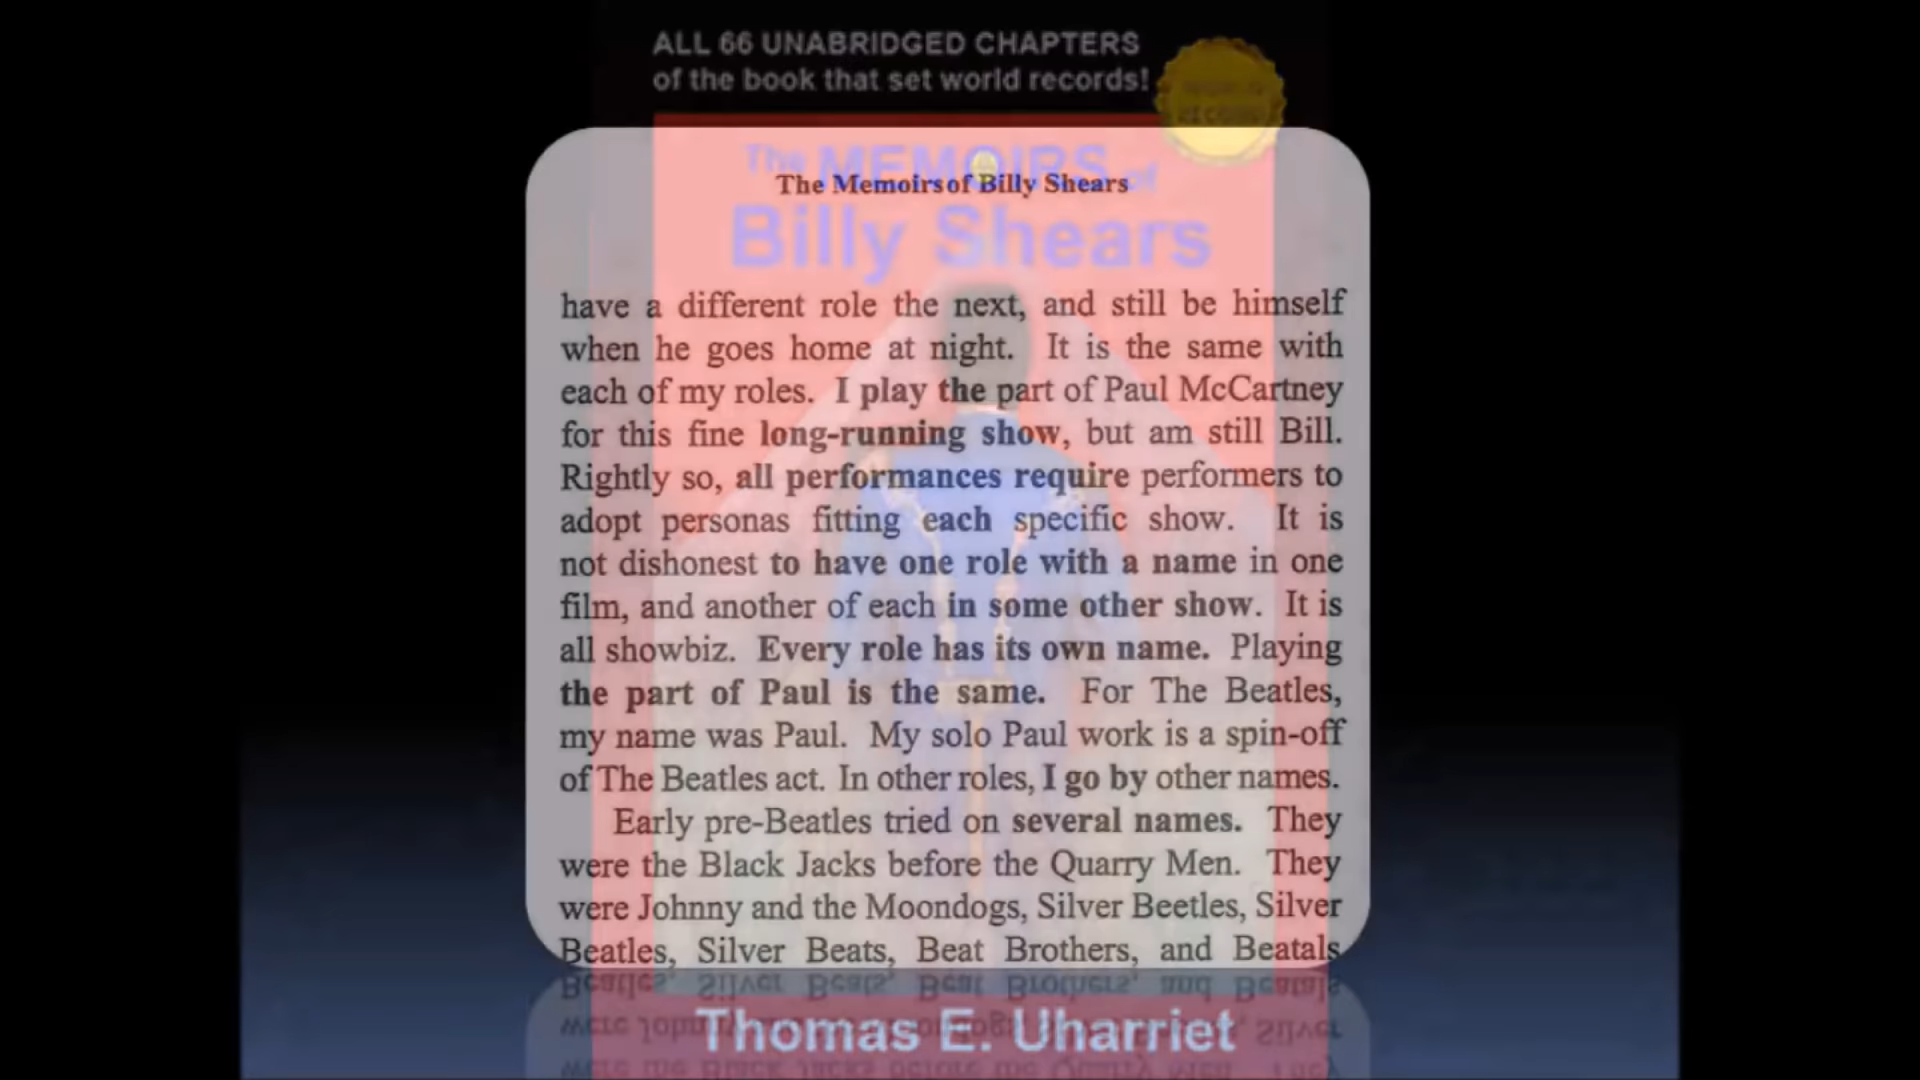 ALL 66 UNABRIDGED CHAPTERS
of the book that set world records!
The MEMOIRS of
The Memoirs of Billy Shears
Billy Shears
have a different role the next, and still be himself
when he goes home at night. It is the same with
each of my roles. I play the part of Paul McCartney
for this fine long-running show, but am still Bill.
Rightly so, all performances require performers to
adopt personas fitting each specific show. It is
not dishonest to have one role with a name in one
film, and another of each in some other show. It is
all showbiz. Every role has its own name. Playing
the part of Paul is the same. For The Beatles,
my name was Paul. My solo Paul work is a spin-off
of The Beatles act. In other roles, I go by other names.
Early pre-Beatles tried on several names. They
were the Black Jacks before the Quarry Men. They
were Johnny and the Moondogs, Silver Beetles, Silver
Beatles, Silver Beats, Beat Brothers, and Beatals
Thomas E. Uharriet